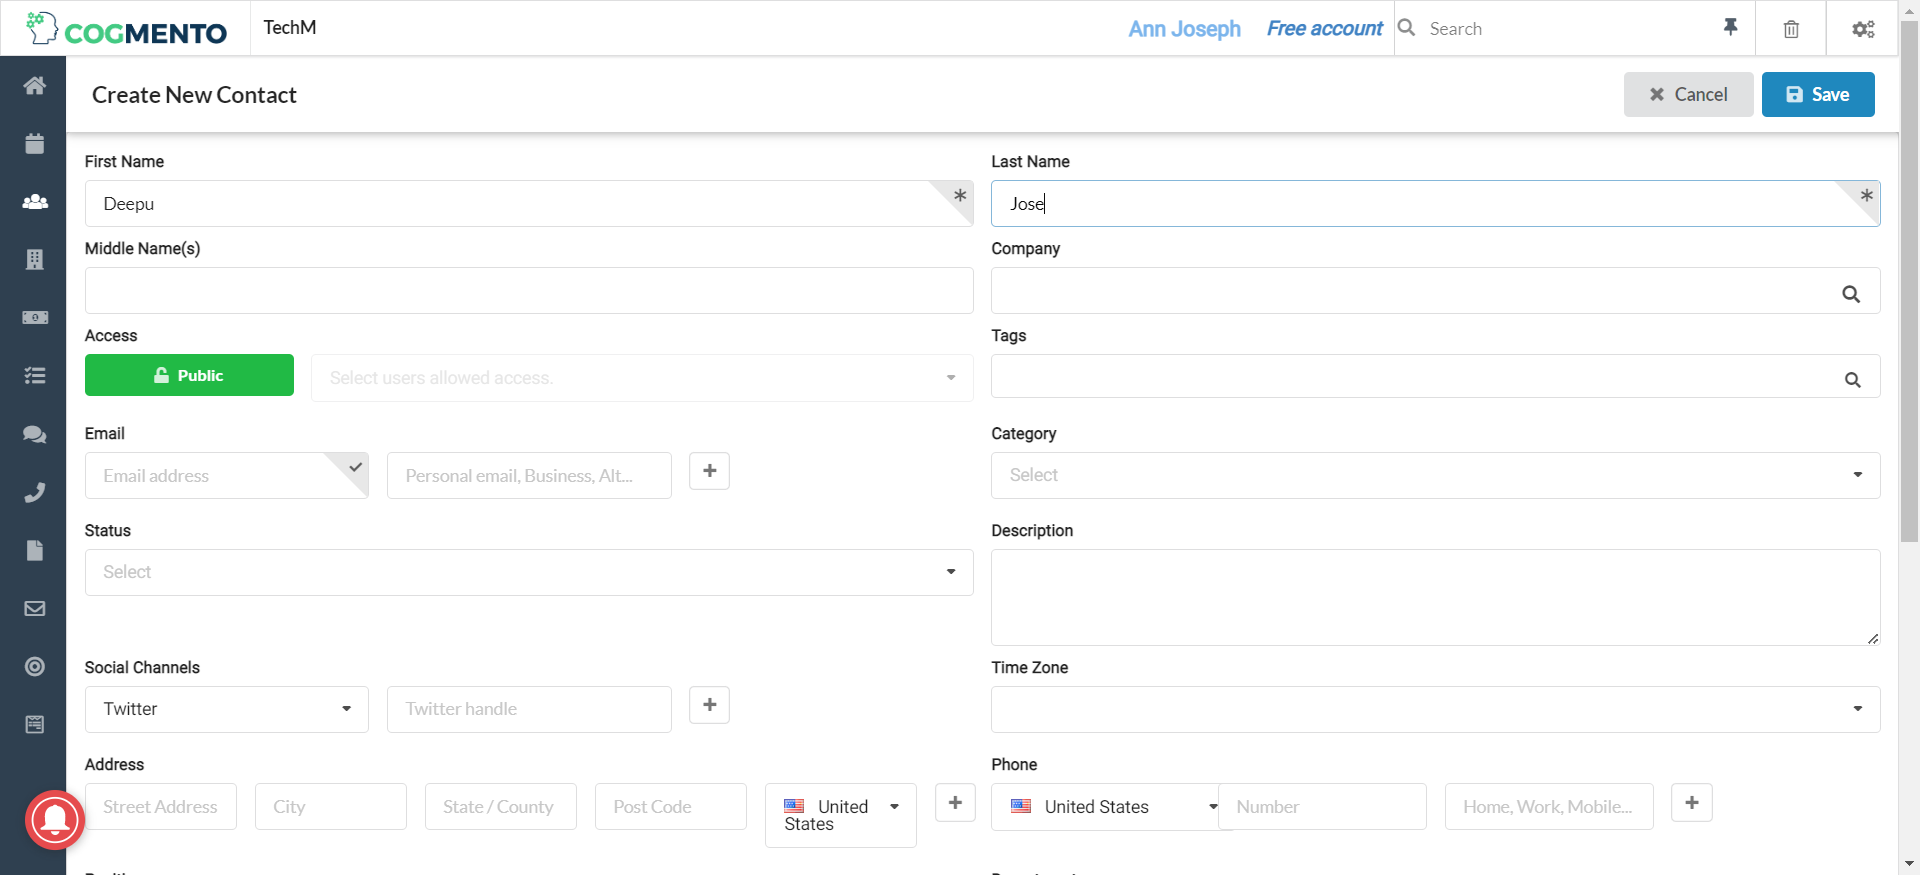 COGMENTO
TechM
Ann Joseph
Free account
Search
Create New Contact
Cancel
Save
First Name
Last Name
Deepu
*
Jose
*
Middle Name(s)
Company
Access
Tags
Public
Select users allowed access.
Email
Category
Email address
Personal email, Business, Alt...
+
Select
Status
Description
Select
Social Channels
Time Zone
Twitter
Twitter handle
+
Address
Phone
Street Address
City
State / County
Post Code
United
States
+
United States
Number
Home, Work, Mobile...
+